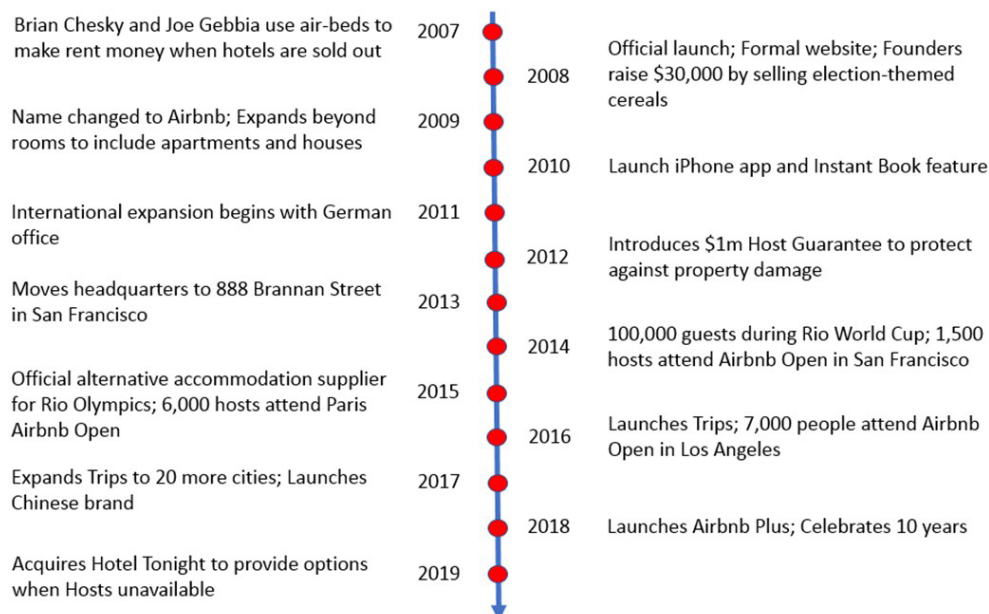 Brian Chesky and Joe Gebbia use air-beds to
make rent money when hotels are sold out
2007
2008
Official launch; Formal website; Founders
raise $30,000 by selling election-themed
cereals
Name changed to Airbnb; Expands beyond
rooms to include apartments and houses
2009
2010
Launch iPhone app and Instant Book feature
International expansion begins with German
office
2011
2012
Introduces $1m Host Guarantee to protect
against property damage
Moves headquarters to 888 Brannan Street
in San Francisco
2013
2014
100,000 guests during Rio World Cup; 1,500
hosts attend Airbnb Open in San Francisco
Official alternative accommodation supplier
for Rio Olympics; 6,000 hosts attend Paris
Airbnb Open
2015
2016
Launches Trips; 7,000 people attend Airbnb
Open in Los Angeles
Expands Trips to 20 more cities; Launches
Chinese brand
2017
2018
Launches Airbnb Plus; Celebrates 10 years
Acquires Hotel Tonight to provide options
when Hosts unavailable
2019